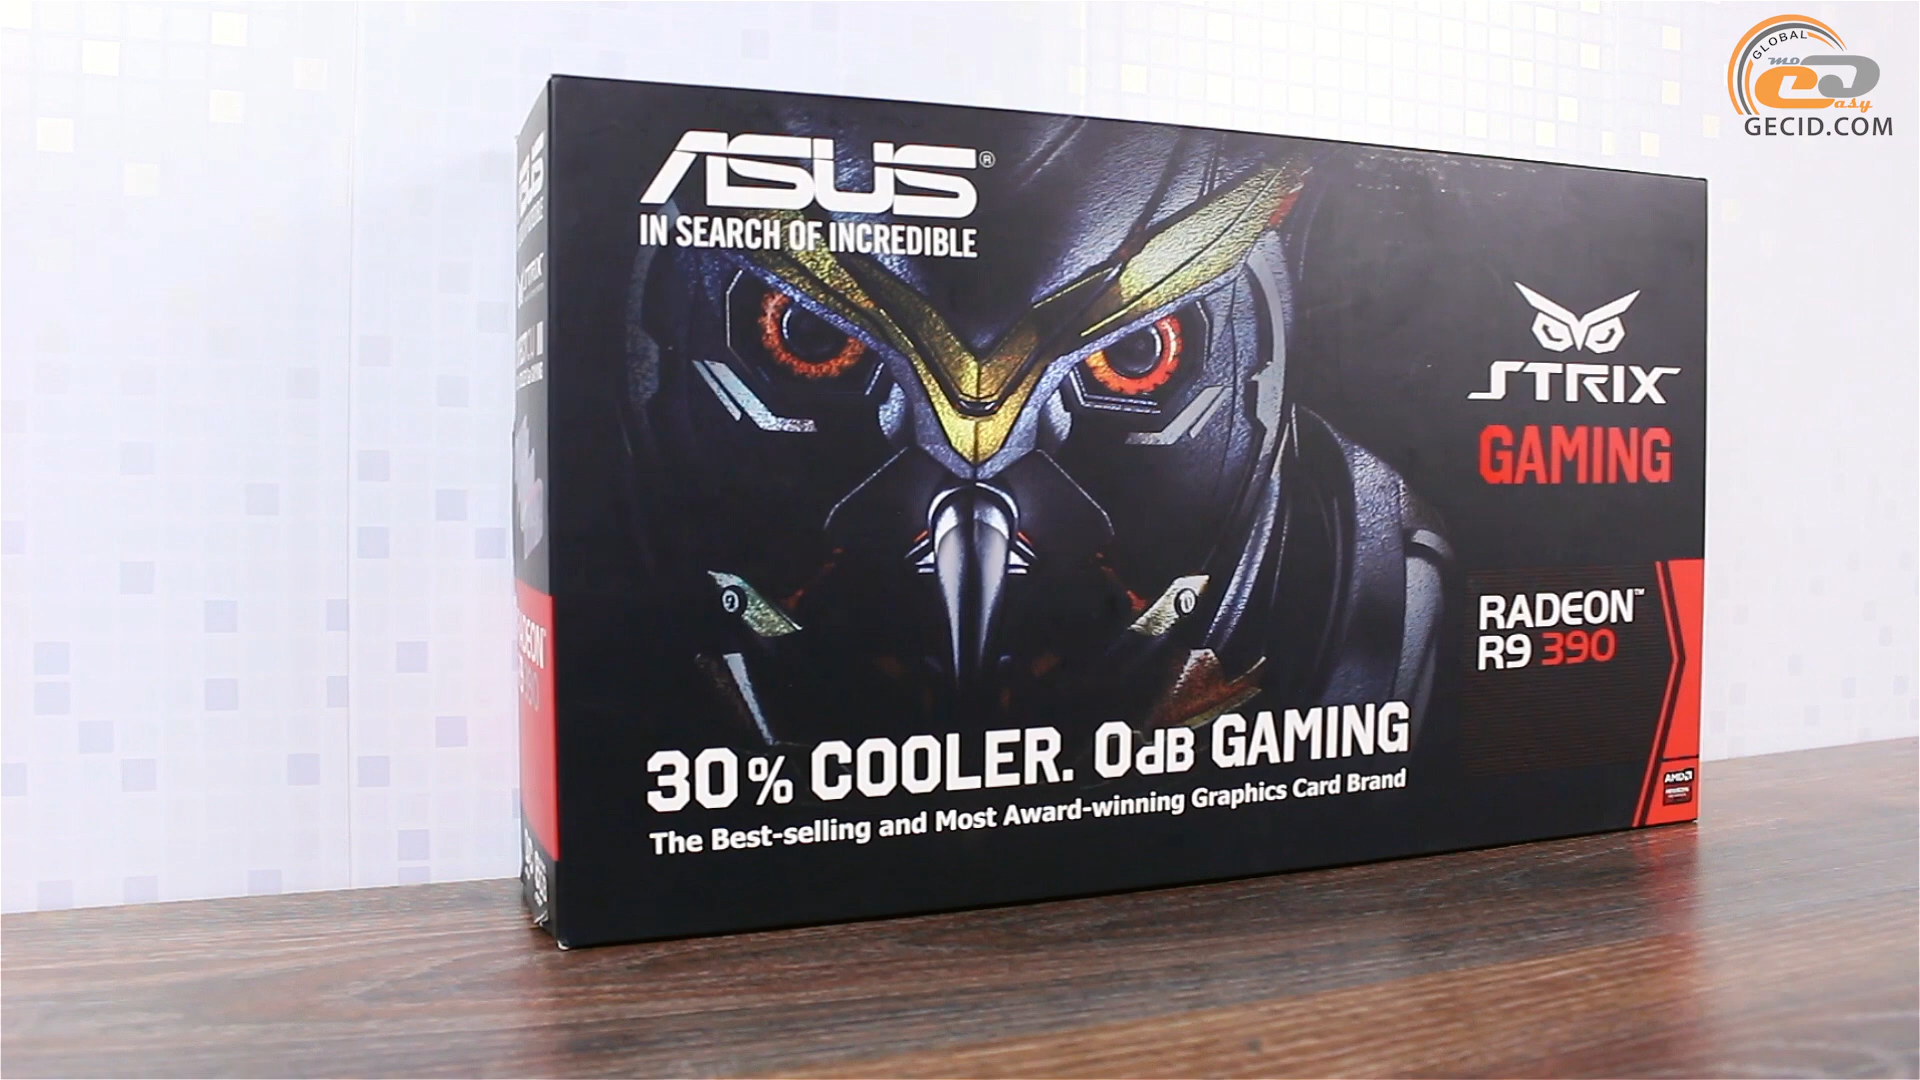 GLOBAL
GECID.COM
ASUS®
IN SEARCH OF INCREDIBLE
STRIX
GAMING
RADEON™
R9 390
30% COOLER. 0dB GAMING
The Best-selling and Most Award-winning Graphics Card Brand
AMD